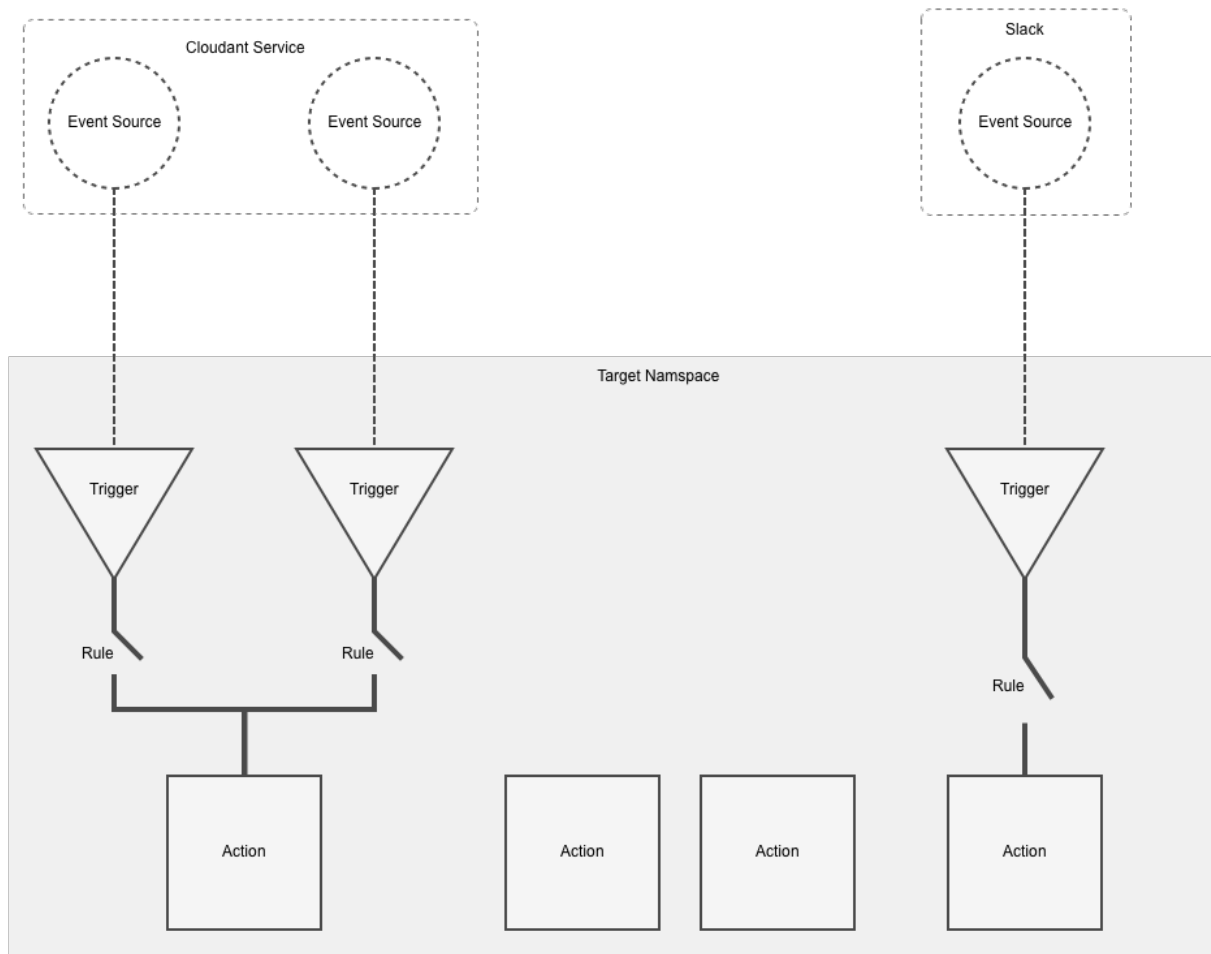 Cloudant Service
Slack
Event Source
Event Source
Event Source
Target Namspace
Trigger
Trigger
Trigger
Rule
Rule
Rule
Action
Action
Action
Action